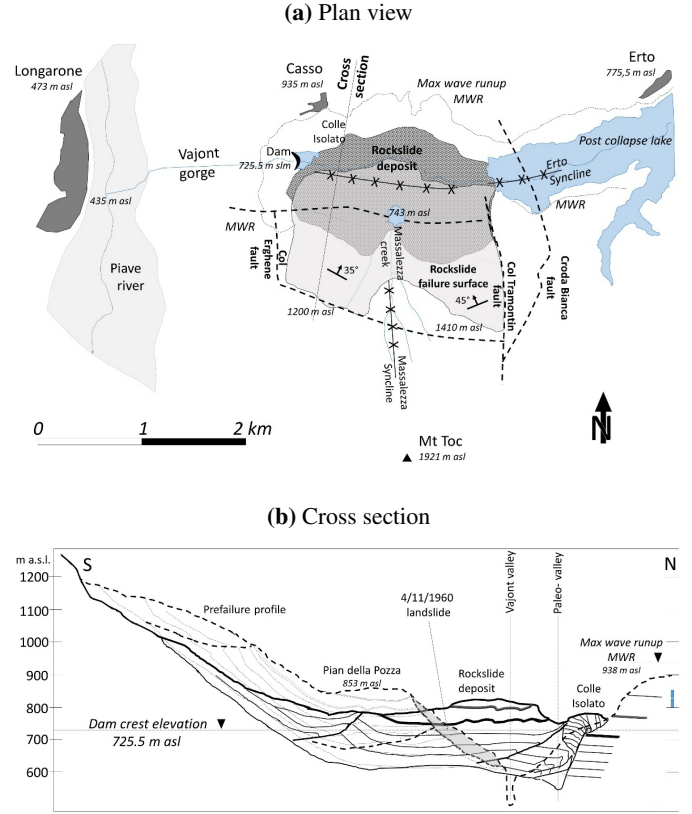 (a) Plan view
Longarone
473 m asl
Casso
935 m asl
Cross
section
Max wave runup
MWR
Erto
775,5 m asl
Colle
Isolato
Vajont
gorge
Dam
725.5 m slm
Rockslide
deposit
Post collapse lake
Erto
Syncline
435 m asl
MWR
743 m asl
MWR
Piave
river
Col
Erghene
fault
35°
Massalezza
creek
Rockslide
failure surface
45°
Col Tramontin
fault
Croda Bianca
fault
1200 m asl
1410 m asl
Massalezza
Syncline
0 1 2 km
Mt Toc
1921 m asl
N
(b) Cross section
m a.s.l.
S
N
1200
1100
1000
900
800
700
600
Prefailure profile
4/11/1960
landslide
Vajont valley
Paleo- valley
Pian della Pozza
853 m asl
Rockslide
deposit
Colle
Isolato
Max wave runup
MWR
938 m asl
Dam crest elevation
725.5 m asl